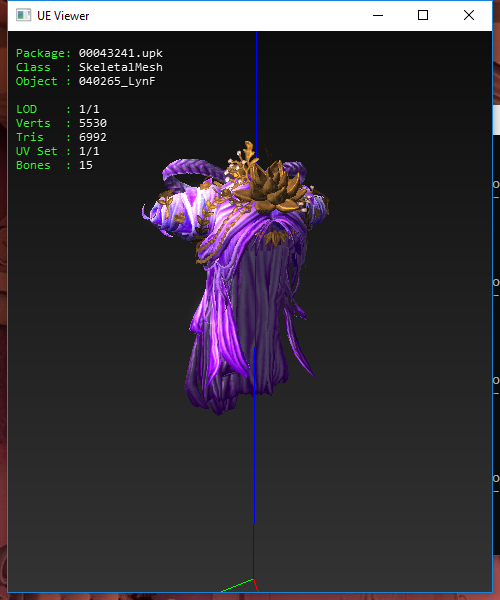 UE Viewer
Package: 00043241.upk
Class  : SkeletalMesh
Object : 040265_LynF
LOD    : 1/1
Verts  : 5530
Tris   : 6992
UV Set : 1/1
Bones  : 15